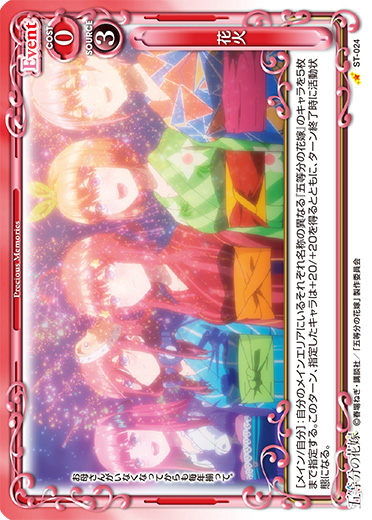 Event
COST
0
SOURCE
3
花火
ST-024
Precious Memories
お母さんがいなくなってからも毎年揃って。
[メイン/自分]：自分のメインエリアにいるそれぞれ名称の異なる「五等分の花嫁」のキャラを5枚
まで指定する。このターン、指定したキャラは+20/+20を得るとともに、ターン終了時に活動状
態になる。
五等分の花嫁
©春場ねぎ・講談社／「五等分の花嫁」製作委員会